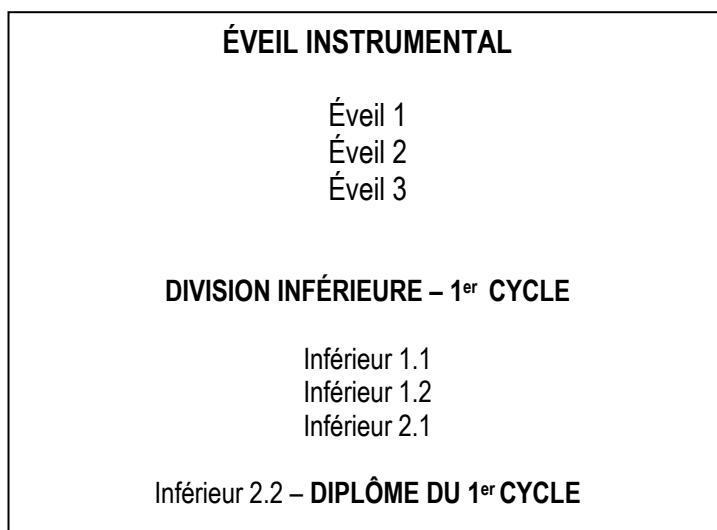 ÉVEIL INSTRUMENTAL
Éveil 1
Éveil 2
Éveil 3
DIVISION INFÉRIEURE – 1er CYCLE
Inférieur 1.1
Inférieur 1.2
Inférieur 2.1
Inférieur 2.2 – DIPLÔME DU 1er CYCLE